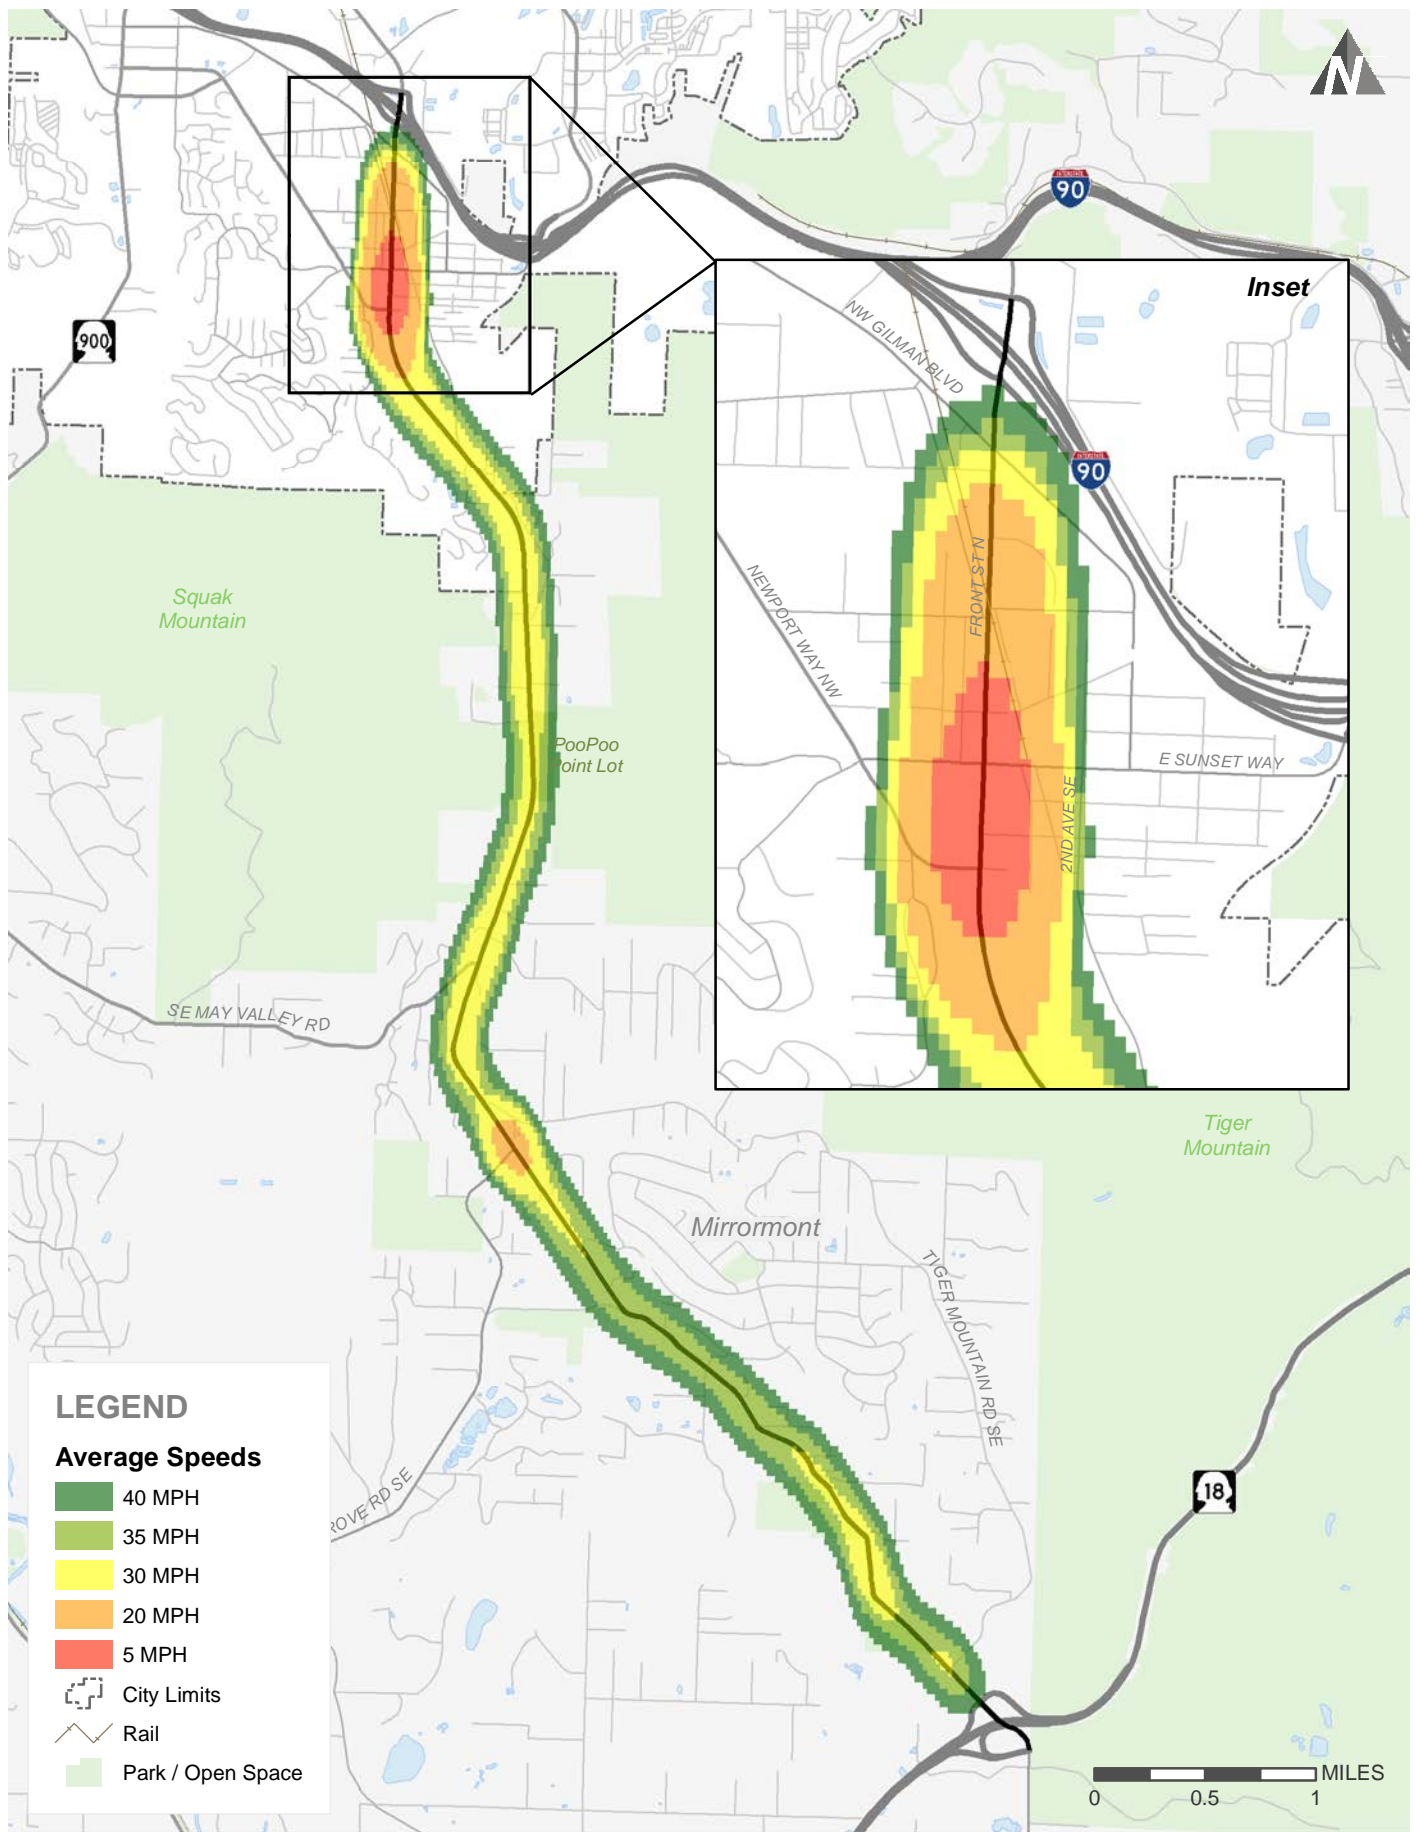 N
90
Inset
NW GILMAN BLVD
900
90
FRONT ST N
NEWPORT WAY NW
Squak
Mountain
PooPoo
Point Lot
E SUNSET WAY
2ND AVE SE
SE MAY VALLEY RD
Tiger
Mountain
Mirrormont
TIGER MOUNTAIN RD SE
LEGEND
Average Speeds
40 MPH
35 MPH
30 MPH
20 MPH
5 MPH
City Limits
Rail
Park / Open Space
ROVE RD SE
18
MILES
0 0.5 1